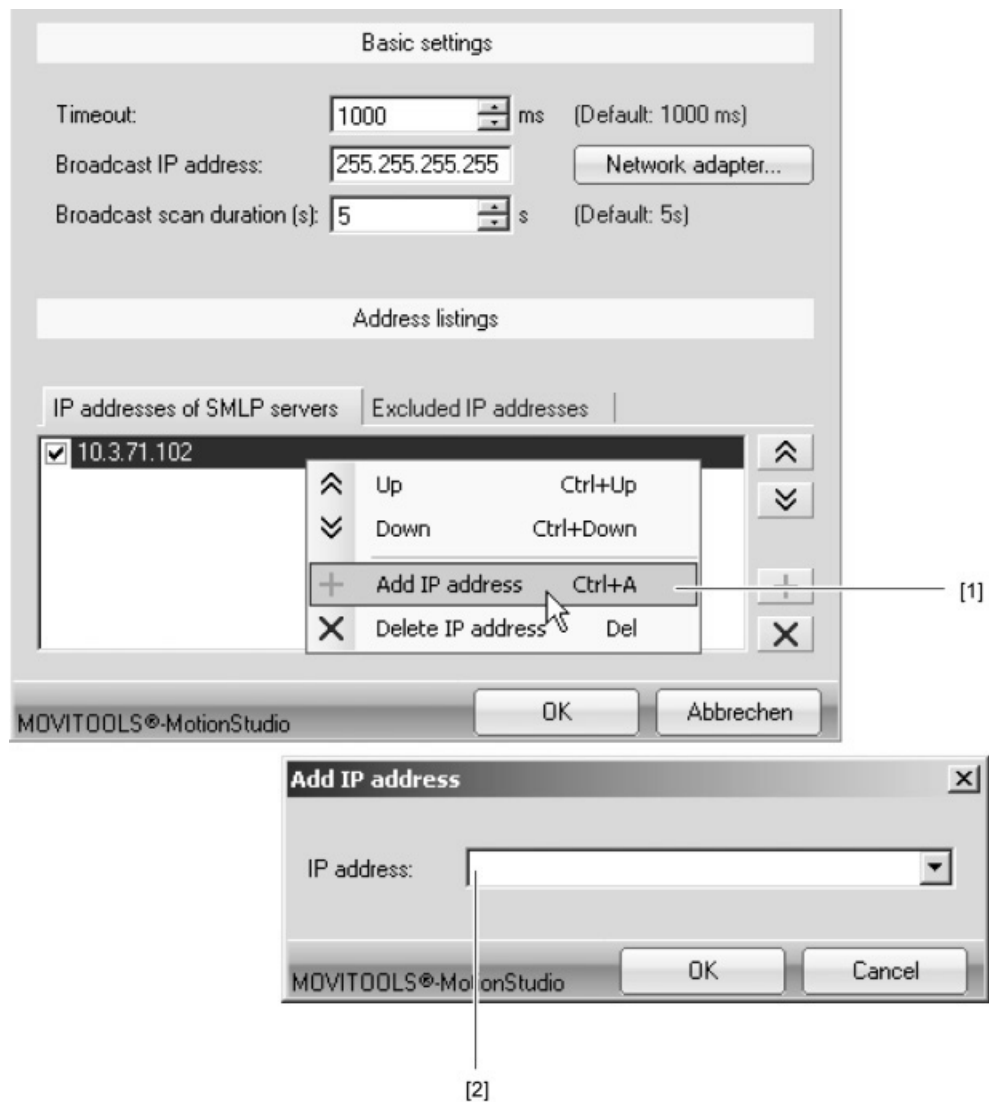 Basic settings
Timeout: 1000 ms (Default: 1000 ms)
Broadcast IP address: 255.255.255.255 Network adapter...
Broadcast scan duration (s): 5 s (Default: 5s)
Address listings
IP addresses of SMLP servers Excluded IP addresses
10.3.71.102
Up Ctrl+Up
Down Ctrl+Down
Add IP address Ctrl+A [1]
Delete IP address Del
MOVITOOLS®-MotionStudio OK Abbrechen
Add IP address
IP address:
MOVITOOLS®-MotionStudio OK Cancel
[2]